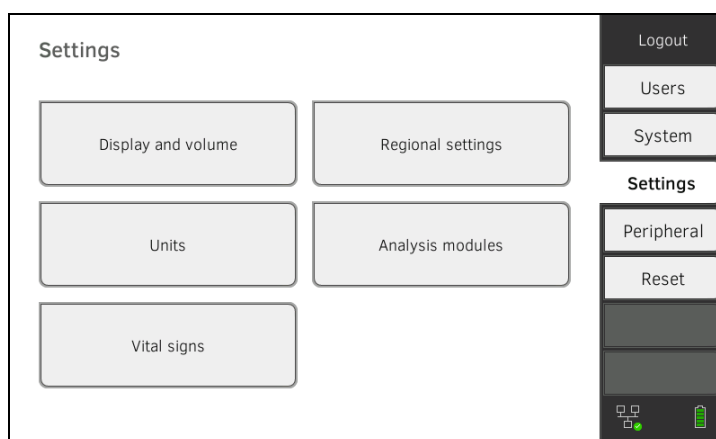 Settings
Display and volume
Regional settings
Units
Analysis modules
Vital signs
Logout
Users
System
Settings
Peripheral
Reset